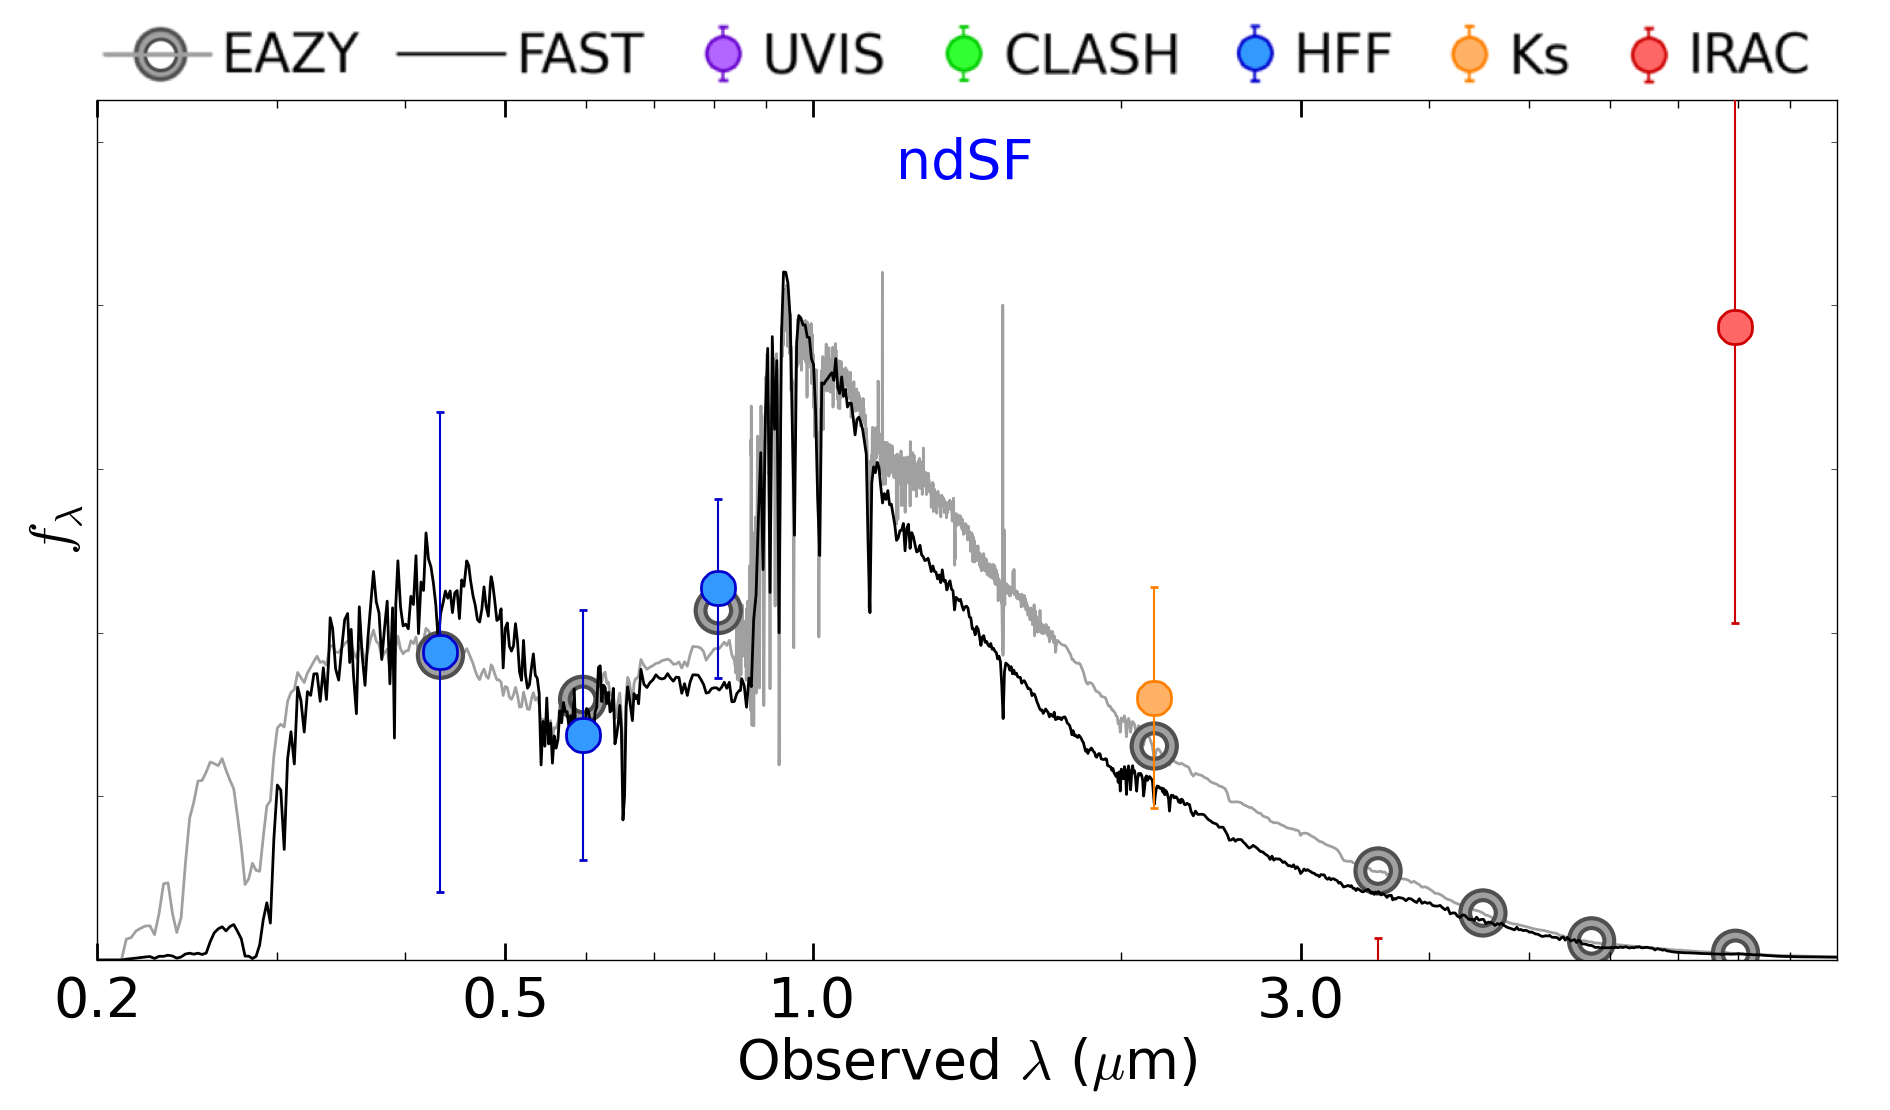 EAZY FAST UVIS CLASH HFF Ks IRAC
ndSF
fλ
0.2 0.5 1.0 3.0
Observed λ (μm)